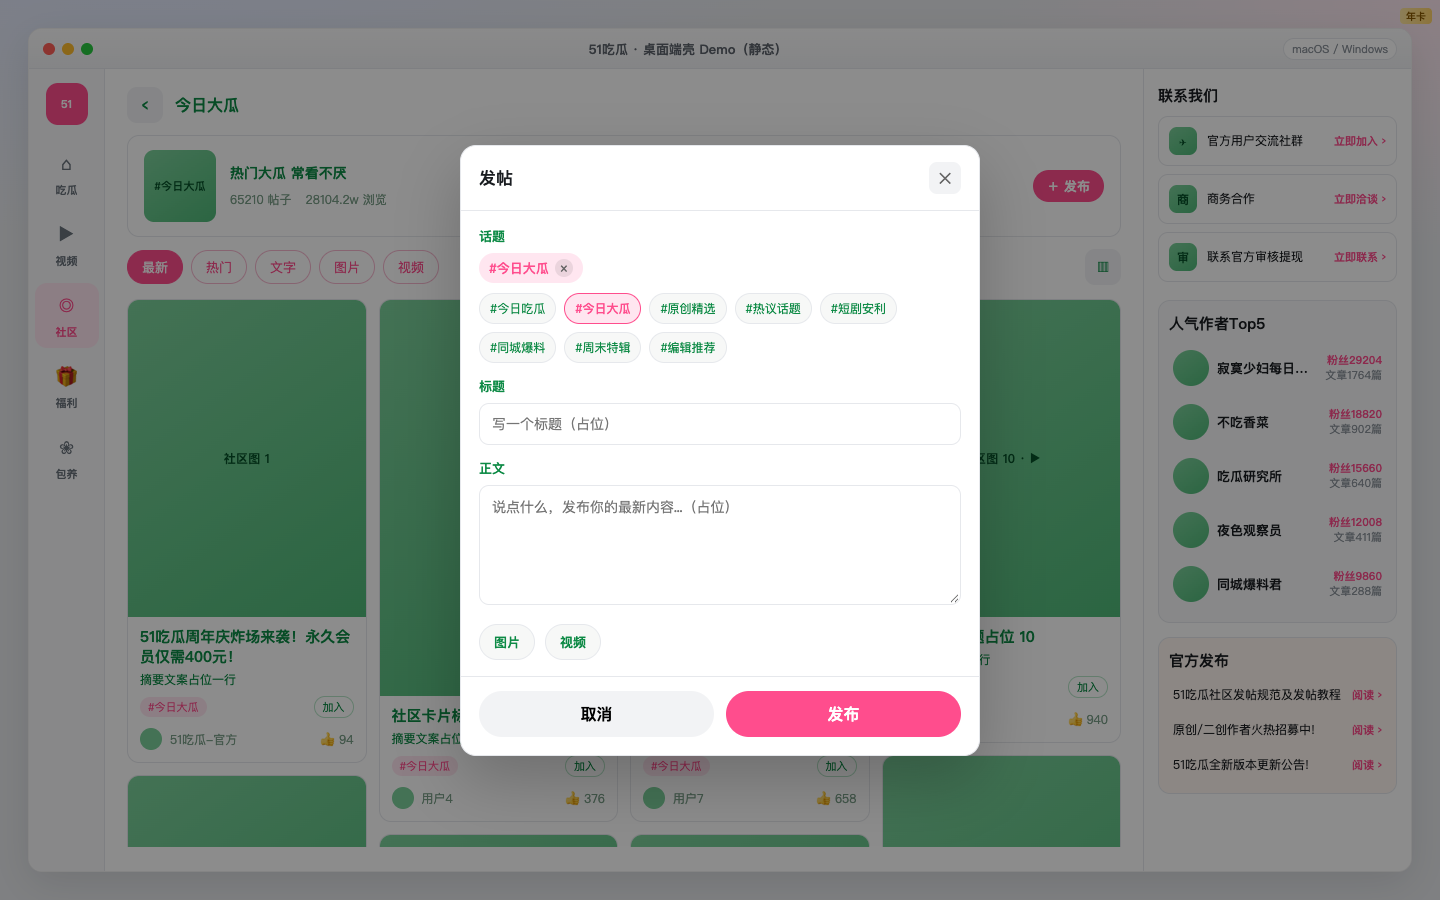 年卡
51吃瓜 · 桌面端壳 Demo（静态）
macOS / Windows
51
吃瓜
视频
社区
福利
包养
今日大瓜
#今日大瓜
热门大瓜 常看不厌
65210 帖子 28104.2w 浏览
+ 发布
最新
热门
文字
图片
视频
社区图 1
51吃瓜周年庆炸场来袭！永久会
员仅需400元！
摘要文案占位一行
#今日大瓜
加入
51吃瓜-官方
94
社区卡片标
摘要文案占位
#今日大瓜
加入
用户4
376
#今日大瓜
加入
用户7
658
区图 10 · ▶
题占位 10
行
加入
940
发帖
话题
#今日大瓜 ×
#今日吃瓜
#今日大瓜
#原创精选
#热议话题
#短剧安利
#同城爆料
#周末特辑
#编辑推荐
标题
写一个标题（占位）
正文
说点什么，发布你的最新内容...（占位）
图片
视频
取消
发布
联系我们
官方用户交流社群
立即加入 ›
商
商务合作
立即洽谈 ›
审
联系官方审核提现
立即联系 ›
人气作者Top5
寂寞少妇每日...
粉丝29204
文章1764篇
不吃香菜
粉丝18820
文章902篇
吃瓜研究所
粉丝15660
文章640篇
夜色观察员
粉丝12008
文章411篇
同城爆料君
粉丝9860
文章288篇
官方发布
51吃瓜社区发帖规范及发帖教程
阅读 ›
原创/二创作者火热招募中!
阅读 ›
51吃瓜全新版本更新公告!
阅读 ›